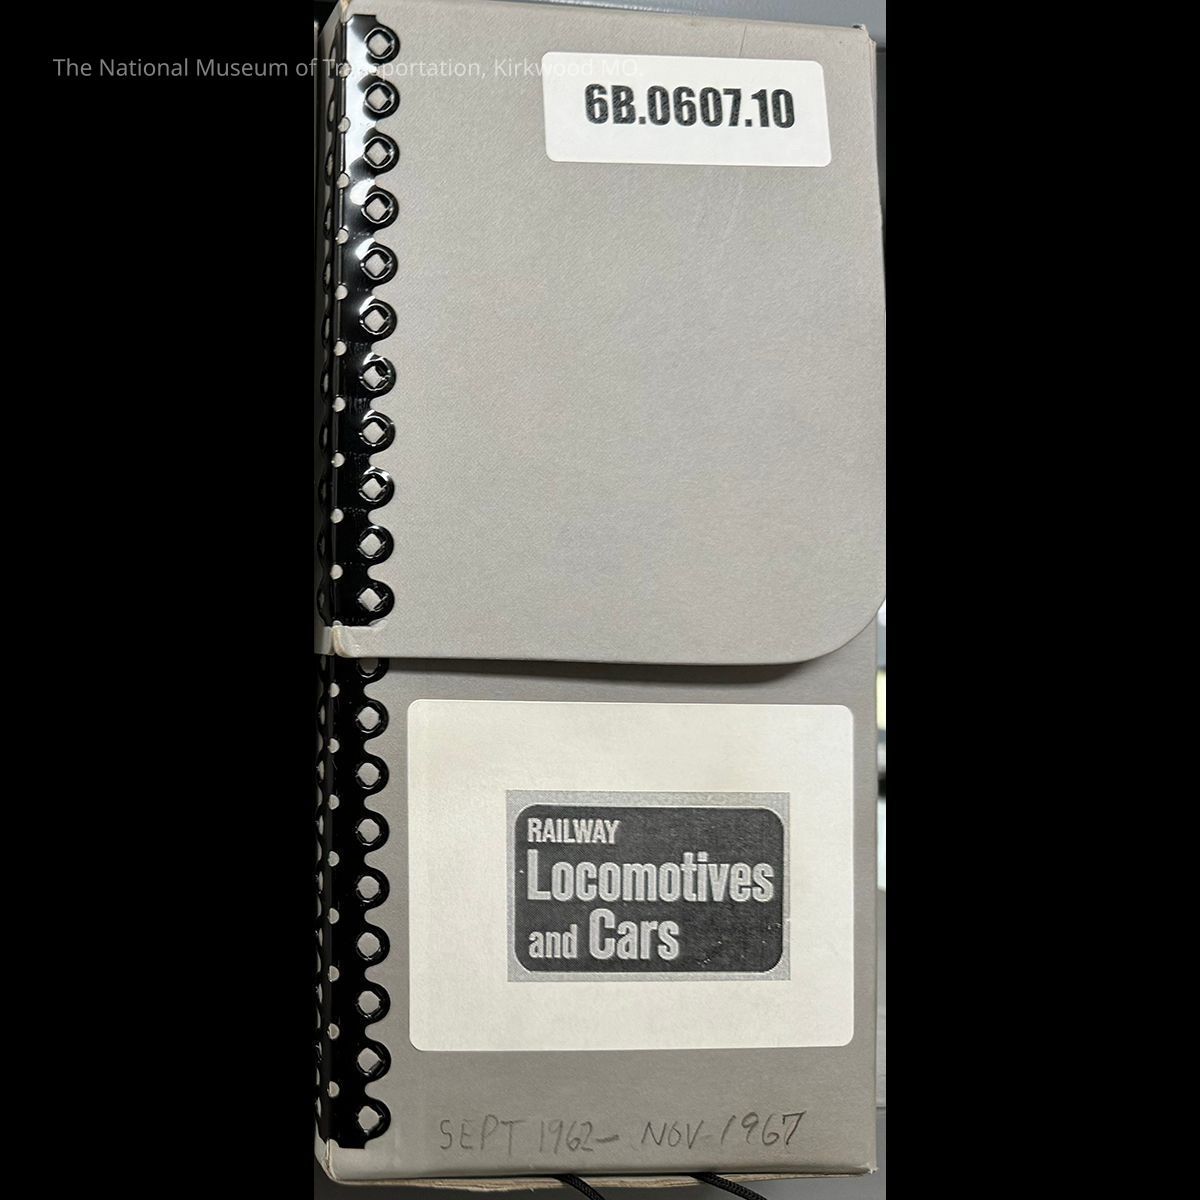 The National Museum of Transportation, Kirkwood MO.
6B.0607.10
RAILWAY
Locomotives
and Cars
SEPT 1962- NOV-1967